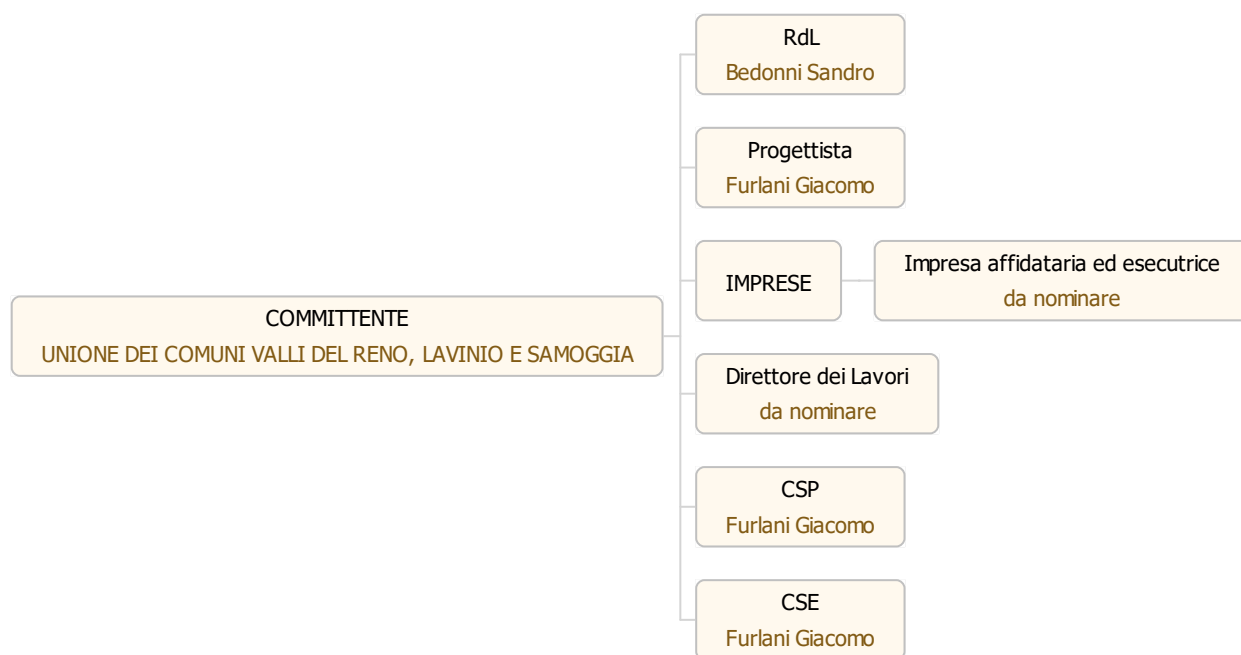 RdL
Bedonni Sandro
Progettista
Furlani Giacomo
IMPRESE
Impresa affidataria ed esecutrice
da nominare
COMMITTENTE
UNIONE DEI COMUNI VALLI DEL RENO, LAVINIO E SAMOGGIA
Direttore dei Lavori
da nominare
CSP
Furlani Giacomo
CSE
Furlani Giacomo